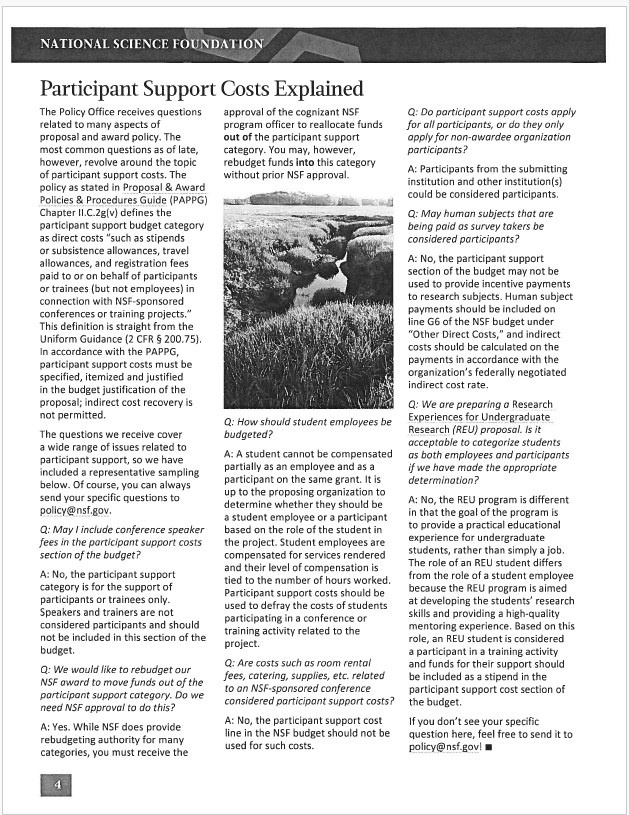 NATIONAL SCIENCE FOUNDATION
Participant Support Costs Explained
The Policy Office receives questions
related to many aspects of
proposal and award policy. The
most common questions as of late,
however, revolve around the topic
of participant support costs. The
policy as stated in Proposal & Award
Policies & Procedures Guide (PAPPG)
Chapter II.C.2g(v) defines the
participant support budget category
as direct costs "such as stipends
or subsistence allowances, travel
allowances, and registration fees
paid to or on behalf of participants
or trainees (but not employees) in
connection with NSF-sponsored
conferences or training projects."
This definition is straight from the
Uniform Guidance (2 CFR § 200.75).
In accordance with the PAPPG,
participant support costs must be
specified, itemized and justified
in the budget justification of the
proposal; indirect cost recovery is
not permitted.
The questions we receive cover
a wide range of issues related to
participant support, so we have
included a representative sampling
below. Of course, you can always
send your specific questions to
policy@nsf.gov.
Q: May I include conference speaker
fees in the participant support costs
section of the budget?
A: No, the participant support
category is for the support of
participants or trainees only.
Speakers and trainers are not
considered participants and should
not be included in this section of the
budget.
Q: We would like to rebudget our
NSF award to move funds out of the
participant support category. Do we
need NSF approval to do this?
A: Yes. While NSF does provide
rebudgeting authority for many
categories, you must receive the
approval of the cognizant NSF
program officer to reallocate funds
out of the participant support
category. You may, however,
rebudget funds into this category
without prior NSF approval.
Q: How should student employees be
budgeted?
A: A student cannot be compensated
partially as an employee and as a
participant on the same grant. It is
up to the proposing organization to
determine whether they should be
a student employee or a participant
based on the role of the student in
the project. Student employees are
compensated for services rendered
and their level of compensation is
tied to the number of hours worked.
Participant support costs should be
used to defray the costs of students
participating in a conference or
training activity related to the
project.
Q: Are costs such as room rental
fees, catering, supplies, etc. related
to an NSF-sponsored conference
considered participant support costs?
A: No, the participant support cost
line in the NSF budget should not be
used for such costs.
Q: Do participant support costs apply
for all participants, or do they only
apply for non-awardee organization
participants?
A: Participants from the submitting
institution and other institution(s)
could be considered participants.
Q: May human subjects that are
being paid as survey takers be
considered participants?
A: No, the participant support
section of the budget may not be
used to provide incentive payments
to research subjects. Human subject
payments should be included on
line G6 of the NSF budget under
"Other Direct Costs," and indirect
costs should be calculated on the
payments in accordance with the
organization's federally negotiated
indirect cost rate.
Q: We are preparing a Research
Experiences for Undergraduate
Research (REU) proposal. Is it
acceptable to categorize students
as both employees and participants
if we have made the appropriate
determination?
A: No, the REU program is different
in that the goal of the program is
to provide a practical educational
experience for undergraduate
students, rather than simply a job.
The role of an REU student differs
from the role of a student employee
because the REU program is aimed
at developing the students' research
skills and providing a high-quality
mentoring experience. Based on this
role, an REU student is considered
a participant in a training activity
and funds for their support should
be included as a stipend in the
participant support cost section of
the budget.
If you don't see your specific
question here, feel free to send it to
policy@nsf.gov! ■
4